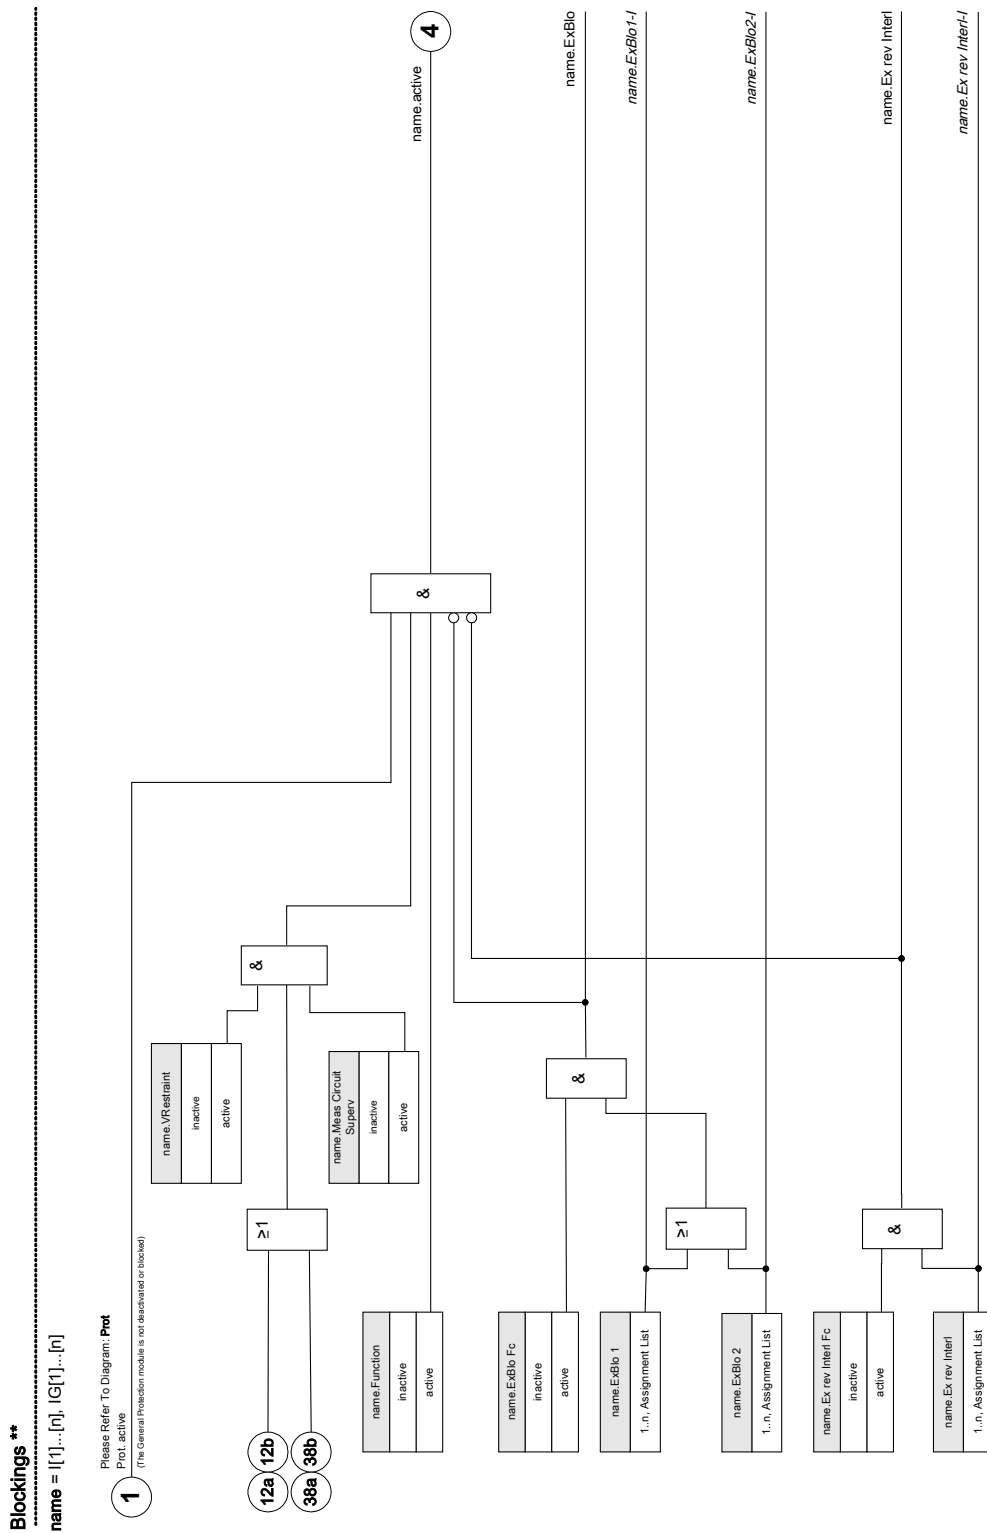 Blockings **
name = I[1]...[n], IG[1]...[n]
Please Refer To Diagram: Prot
Prot. active
1
(The General Protection module is not deactivated or blocked)
name.VRestraint
inactive
active
&
12a 12b
38a 38b
≥1
name.Meas Circuit
Superv
inactive
active
name.Function
inactive
active
&
name.active
4
name.ExBlo Fc
inactive
active
&
name.ExBlo
name.ExBlo 1
1..n, Assignment List
name.ExBlo1-I
≥1
name.ExBlo 2
1..n, Assignment List
name.ExBlo2-I
name.Ex rev Interl Fc
inactive
active
&
name.Ex rev Interl
name.Ex rev Interl
1..n, Assignment List
name.Ex rev Interl-I